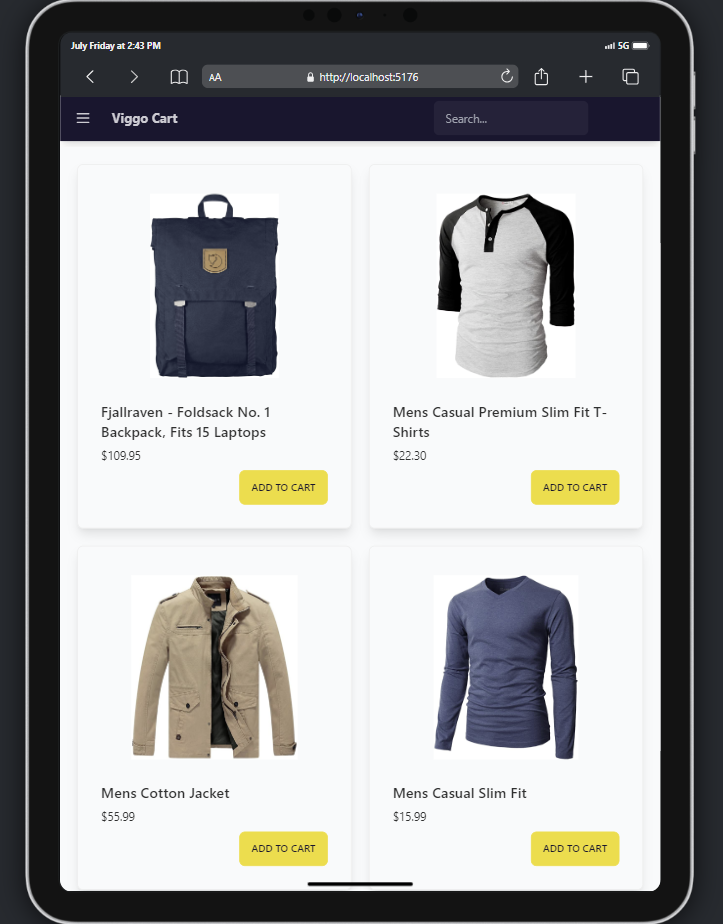 July Friday at 2:43 PM
5G
AA
http://localhost:5176
Viggo Cart
Search...
Fjallraven - Foldsack No. 1
Backpack, Fits 15 Laptops
$109.95
ADD TO CART
Mens Casual Premium Slim Fit T-
Shirts
$22.30
ADD TO CART
Mens Cotton Jacket
$55.99
ADD TO CART
Mens Casual Slim Fit
$15.99
ADD TO CART